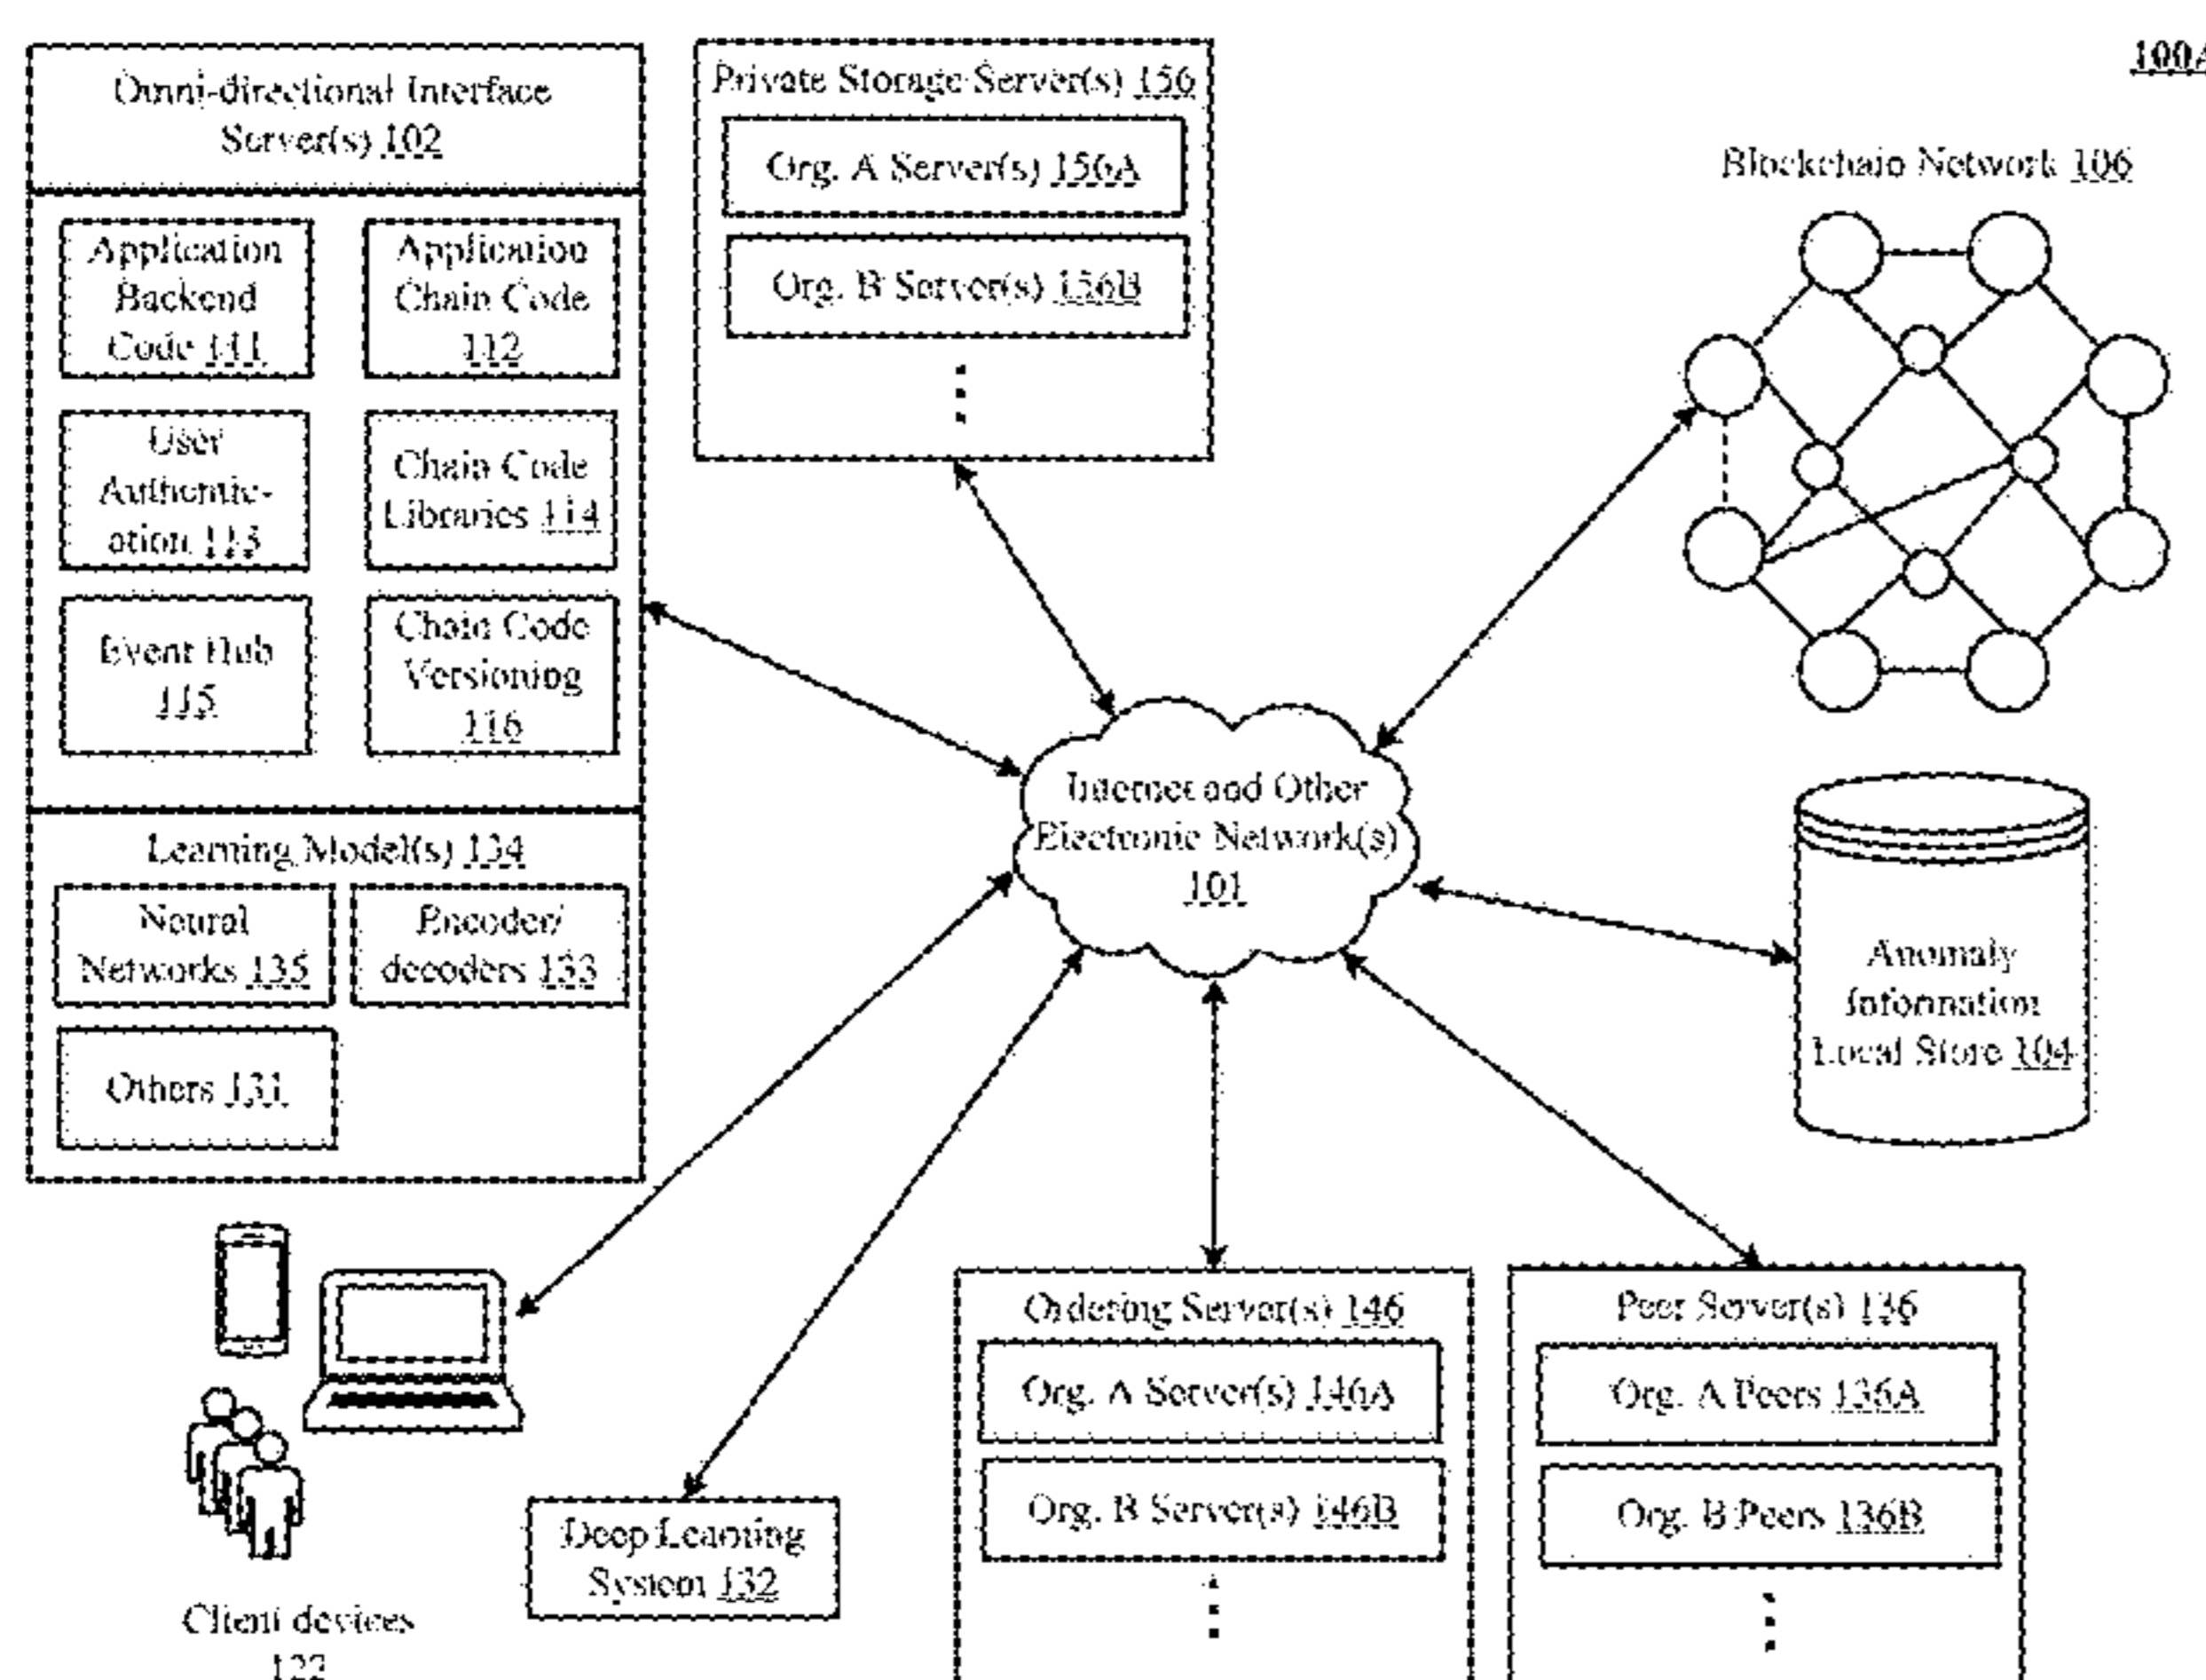 100A
Omni-directional Interface
Server(s) 102
Application
Backend
Code 111
Application
Chain Code
112
User
Authentic-
ation 113
Chain Code
Libraries 114
Event Hub
115
Chain Code
Versioning
116
Learning Model(s) 134
Neural
Networks 135
Encoder/
decoders 133
Others 131
Private Storage Server(s) 156
Org. A Server(s) 156A
Org. B Server(s) 156B
Blockchain Network 106
Internet and Other
Electronic Network(s)
101
Anomaly
Information
Local Store 104
Client devices
122
Deep Learning
System 132
Ordering Server(s) 146
Org. A Server(s) 146A
Org. B Server(s) 146B
Peer Server(s) 136
Org. A Peers 136A
Org. B Peers 136B